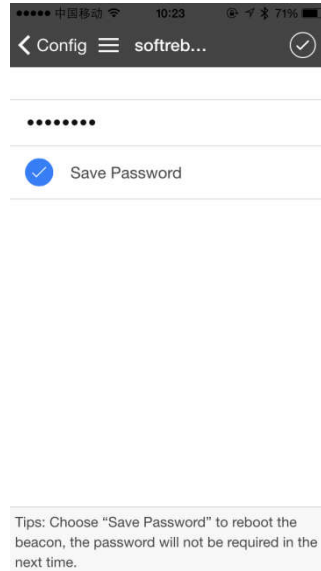 中国移动 10:23 71%
Config softreb...
••••••••
Save Password
Tips: Choose “Save Password” to reboot the
beacon, the password will not be required in the
next time.